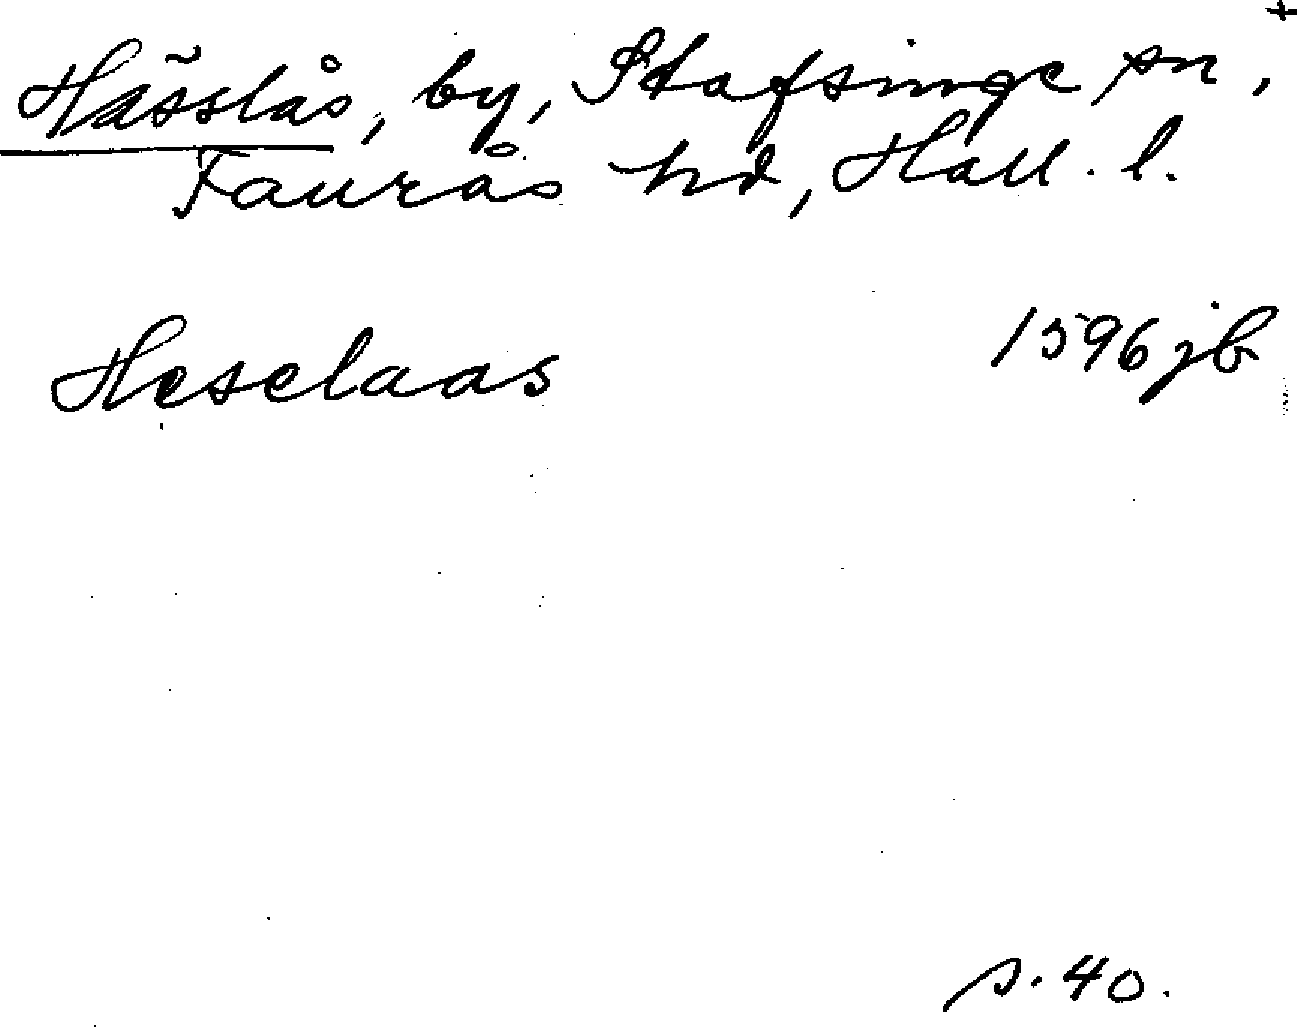 +
Hässlås, by, Stafsinge sn,
Faurås hd, Hall. l.
Heselaas 1596 jb
s. 40.